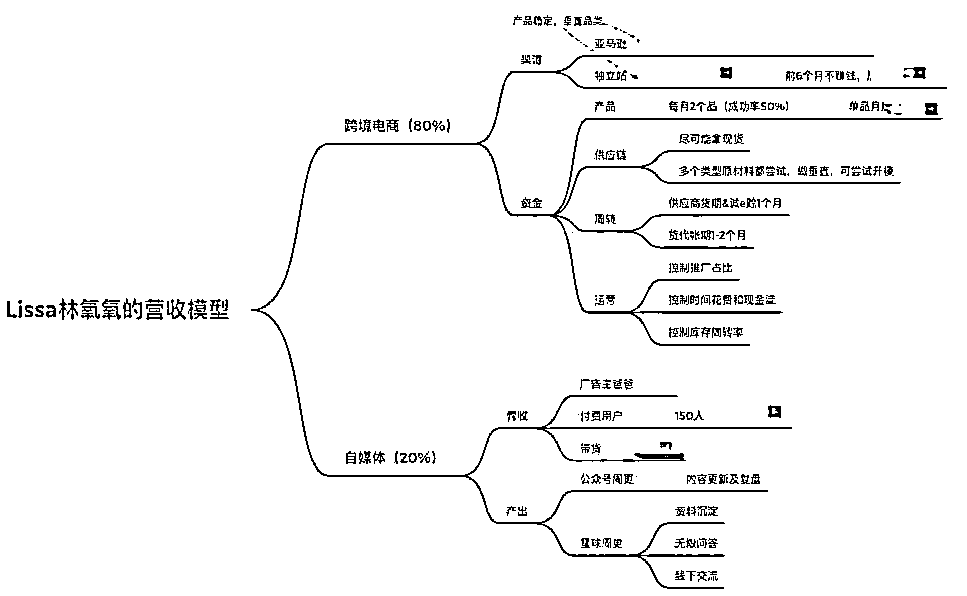 产品稳定，垂直品类
亚马逊
渠道
独立站
前6个月不赚钱，
产品
每月2个品（成功率50%）
单品月
跨境电商（80%）
尽可能拿现货
供应链
多个类型原材料都尝试，做垂直，可尝试开模
资金
供应商货期&试e赊1个月
周转
货代账期1-2个月
控制推广占比
运营
控制时间花费和现金流
控制库存周转率
Lissa林氧氧的营收模型
广告主爸爸
营收
付费用户
150人
带货
自媒体（20%）
公众号周更
内容更新及复盘
产出
资料沉淀
星球周更
无限问答
线下交流